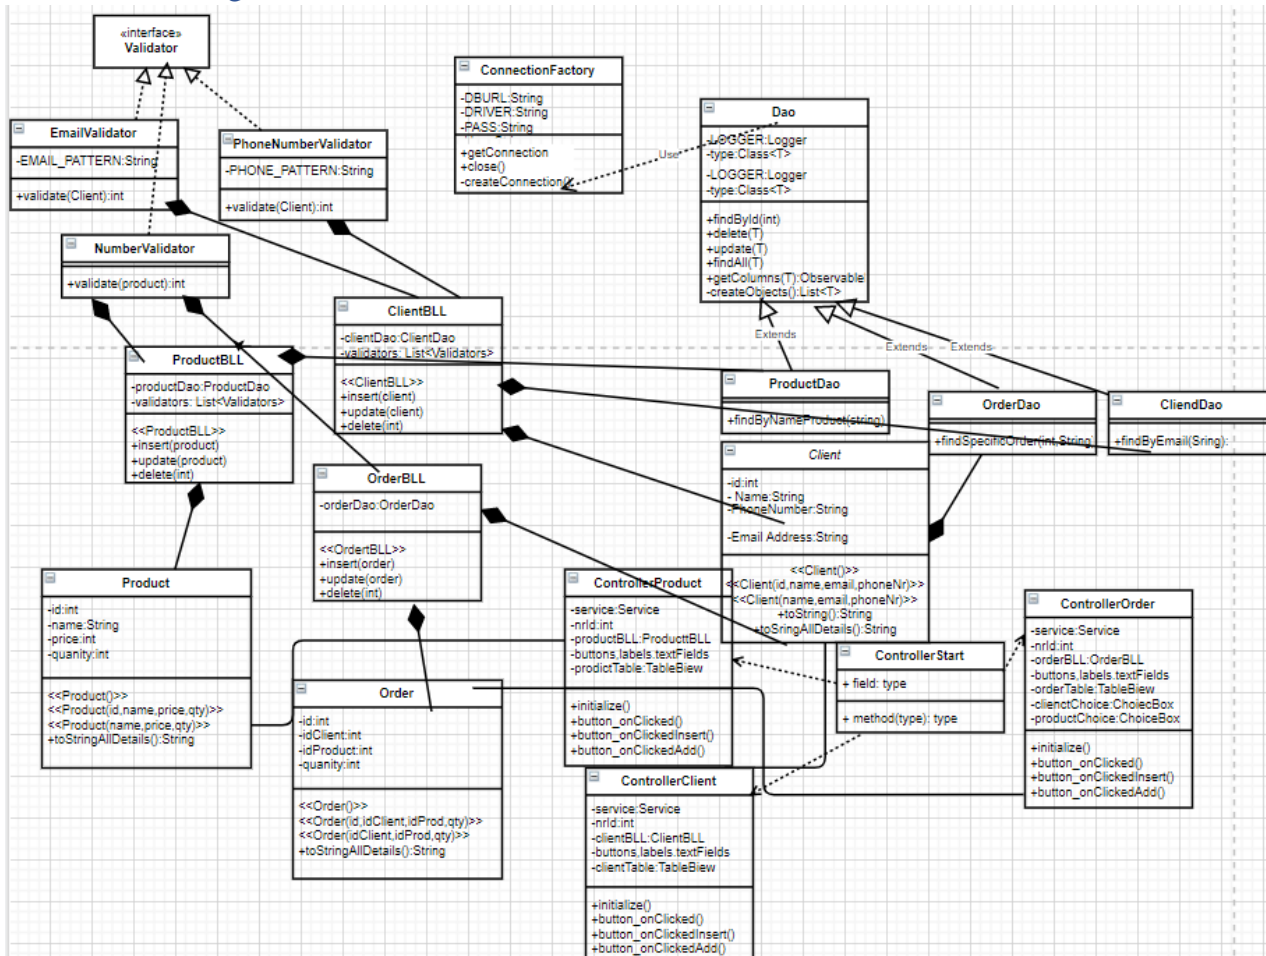 «interface»
Validator
EmailValidator
-EMAIL_PATTERN:String
+validate(Client):int
PhoneNumberValidator
-PHONE_PATTERN:String
+validate(Client):int
NumberValidator
+validate(product):int
ConnectionFactory
-DBURL:String
-DRIVER:String
-PASS:String
+getConnection
+close()
-createConnection()
Use
Dao
-LOGGER:Logger
-type:Class<T>
-LOGGER:Logger
-type:Class<T>
+findById(int)
+delete(T)
+update(T)
+findAll(T)
+getColumns(T):Observable
-createObjects():List<T>
Extends
Extends
Extends
ClientBLL
-clientDao:ClientDao
-validators: List<Validators>
<<ClientBLL>>
+insert(client)
+update(client)
+delete(int)
ProductBLL
-productDao:ProductDao
-validators: List<Validators>
<<ProductBLL>>
+insert(product)
+update(product)
+delete(int)
ProductDao
+findByNameProduct(string)
OrderDao
+findSpecificOrder(int,String)
CliendDao
+findByEmail(Sring):
OrderBLL
-orderDao:OrderDao
<<OrdertBLL>>
+insert(order)
+update(order)
+delete(int)
Client
-id:int
- Name:String
-PhoneNumber:String
-Email Address:String
<<Client()>>
<<Client(id,name,email,phoneNr)>>
<<Client(name,email,phoneNr)>>
+toString():String
+toSringAllDetails():String
Product
-id:int
-name:String
-price:int
-quanity:int
<<Product()>>
<<Product(id,name,price,qty)>>
<<Product(name,price,qty)>>
+toStringAllDetails():String
Order
-id:int
-idClient:int
-idProduct:int
-quanity:int
<<Order()>>
<<Order(id,idClient,idProd,qty)>>
<<Order(idClient,idProd,qty)>>
+toStringAllDetails():String
ControllerProduct
-service:Service
-nrId:int
-productBLL:ProducttBLL
-buttons,labels.textFields
-prodictTable:TableBiew
+initialize()
+button_onClicked()
+button_onClickedInsert()
+button_onClickedAdd()
ControllerStart
+ field: type
+ method(type): type
ControllerOrder
-service:Service
-nrId:int
-orderBLL:OrderBLL
-buttons,labels.textFields
-orderTable:TableBiew
-clienctChoice:ChoiecBox
-productChoice:ChoiceBox
+initialize()
+button_onClicked()
+button_onClickedInsert()
+button_onClickedAdd()
ControllerClient
-service:Service
-nrId:int
-clientBLL:ClientBLL
-buttons,labels.textFields
-clientTable:TableBiew
+initialize()
+button_onClicked()
+button_onClickedInsert()
+button_onClickedAdd()